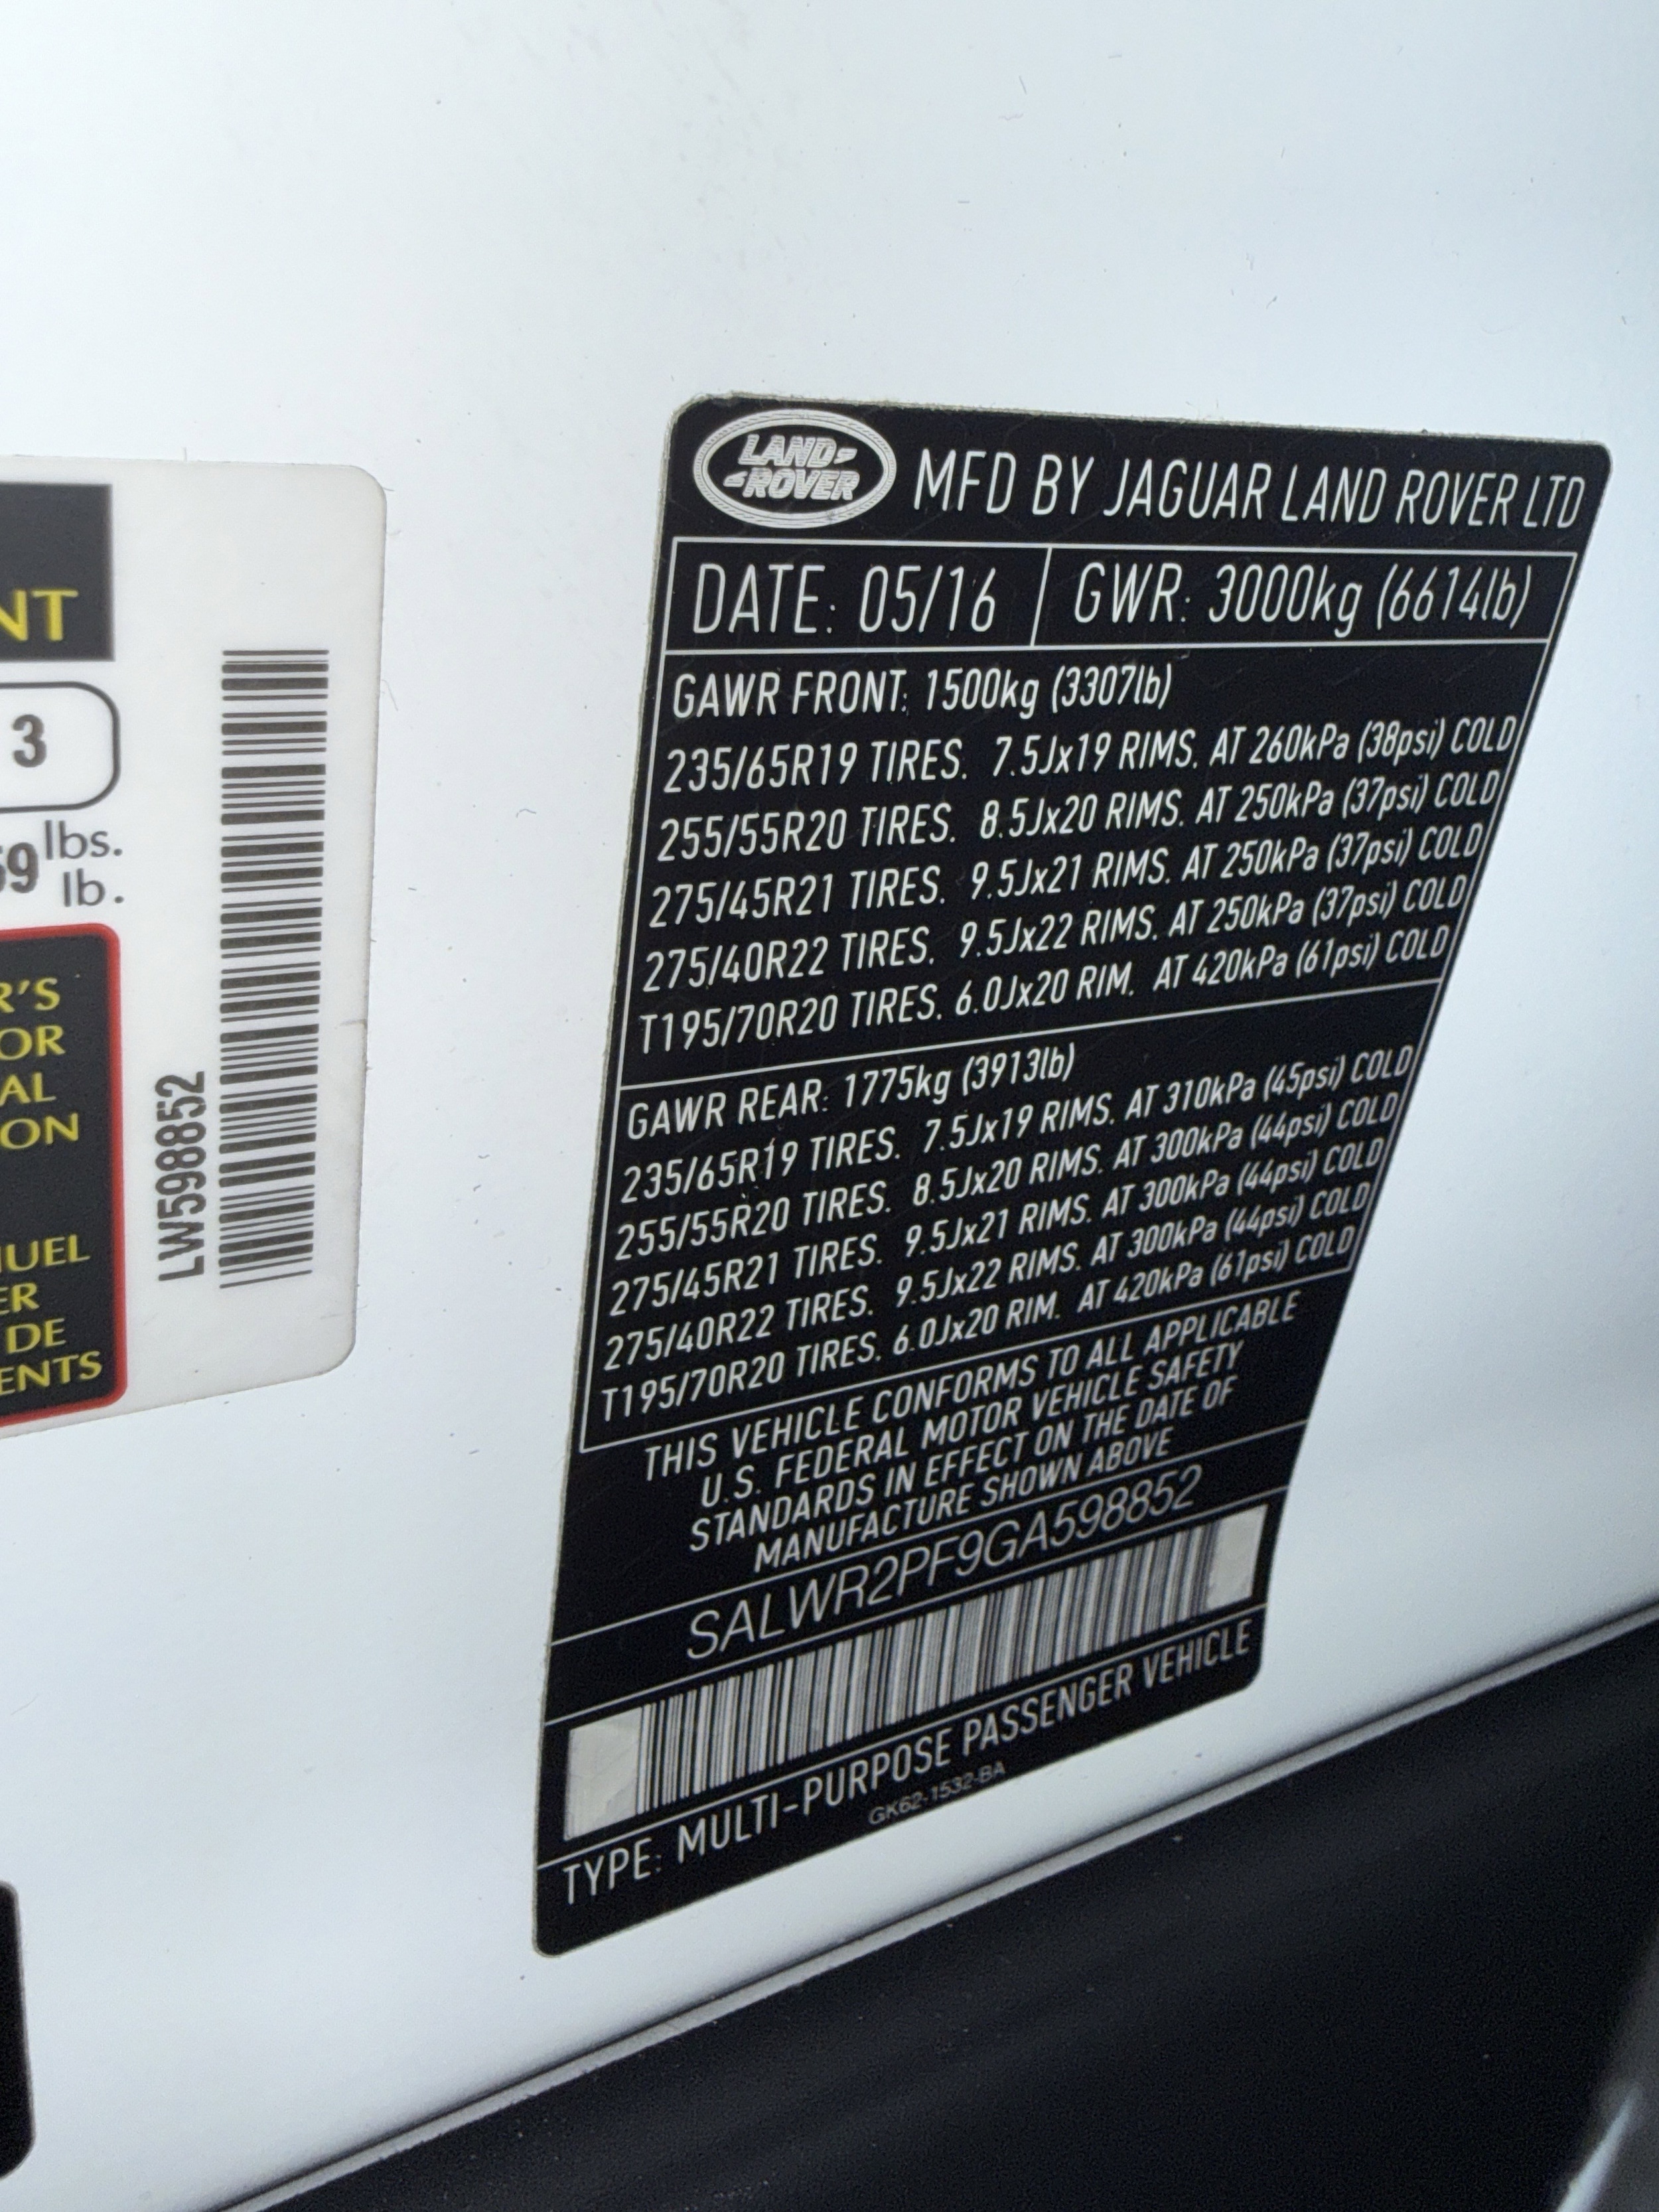 NT
3
59 lbs.
lb.
R'S
OR
AL
ON
NUEL
ER
DE
ENTS
LW598852
LAND-
-ROVER
MFD BY JAGUAR LAND ROVER LTD
DATE: 05/16 GWR: 3000kg (6614lb)
GAWR FRONT: 1500kg (3307lb)
235/65R19 TIRES. 7.5Jx19 RIMS. AT 260kPa (38psi) COLD
255/55R20 TIRES. 8.5Jx20 RIMS. AT 250kPa (37psi) COLD
275/45R21 TIRES. 9.5Jx21 RIMS. AT 250kPa (37psi) COLD
275/40R22 TIRES. 9.5Jx22 RIMS. AT 250kPa (37psi) COLD
T195/70R20 TIRES. 6.0Jx20 RIM. AT 420kPa (61psi) COLD
GAWR REAR: 1775kg (3913lb)
235/65R19 TIRES. 7.5Jx19 RIMS. AT 310kPa (45psi) COLD
255/55R20 TIRES. 8.5Jx20 RIMS. AT 300kPa (44psi) COLD
275/45R21 TIRES. 9.5Jx21 RIMS. AT 300kPa (44psi) COLD
275/40R22 TIRES. 9.5Jx22 RIMS. AT 300kPa (44psi) COLD
T195/70R20 TIRES. 6.0Jx20 RIM. AT 420kPa (61psi) COLD
THIS VEHICLE CONFORMS TO ALL APPLICABLE
U.S. FEDERAL MOTOR VEHICLE SAFETY
STANDARDS IN EFFECT ON THE DATE OF
MANUFACTURE SHOWN ABOVE
SALWR2PF9GA598852
TYPE: MULTI-PURPOSE PASSENGER VEHICLE
GK62-1532-BA